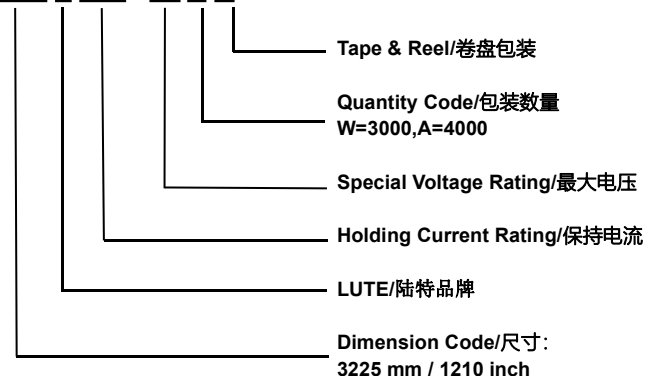 Tape & Reel/卷盘包装
Quantity Code/包装数量
W=3000,A=4000
Special Voltage Rating/最大电压
Holding Current Rating/保持电流
LUTE/陆特品牌
Dimension Code/尺寸：
3225 mm / 1210 inch